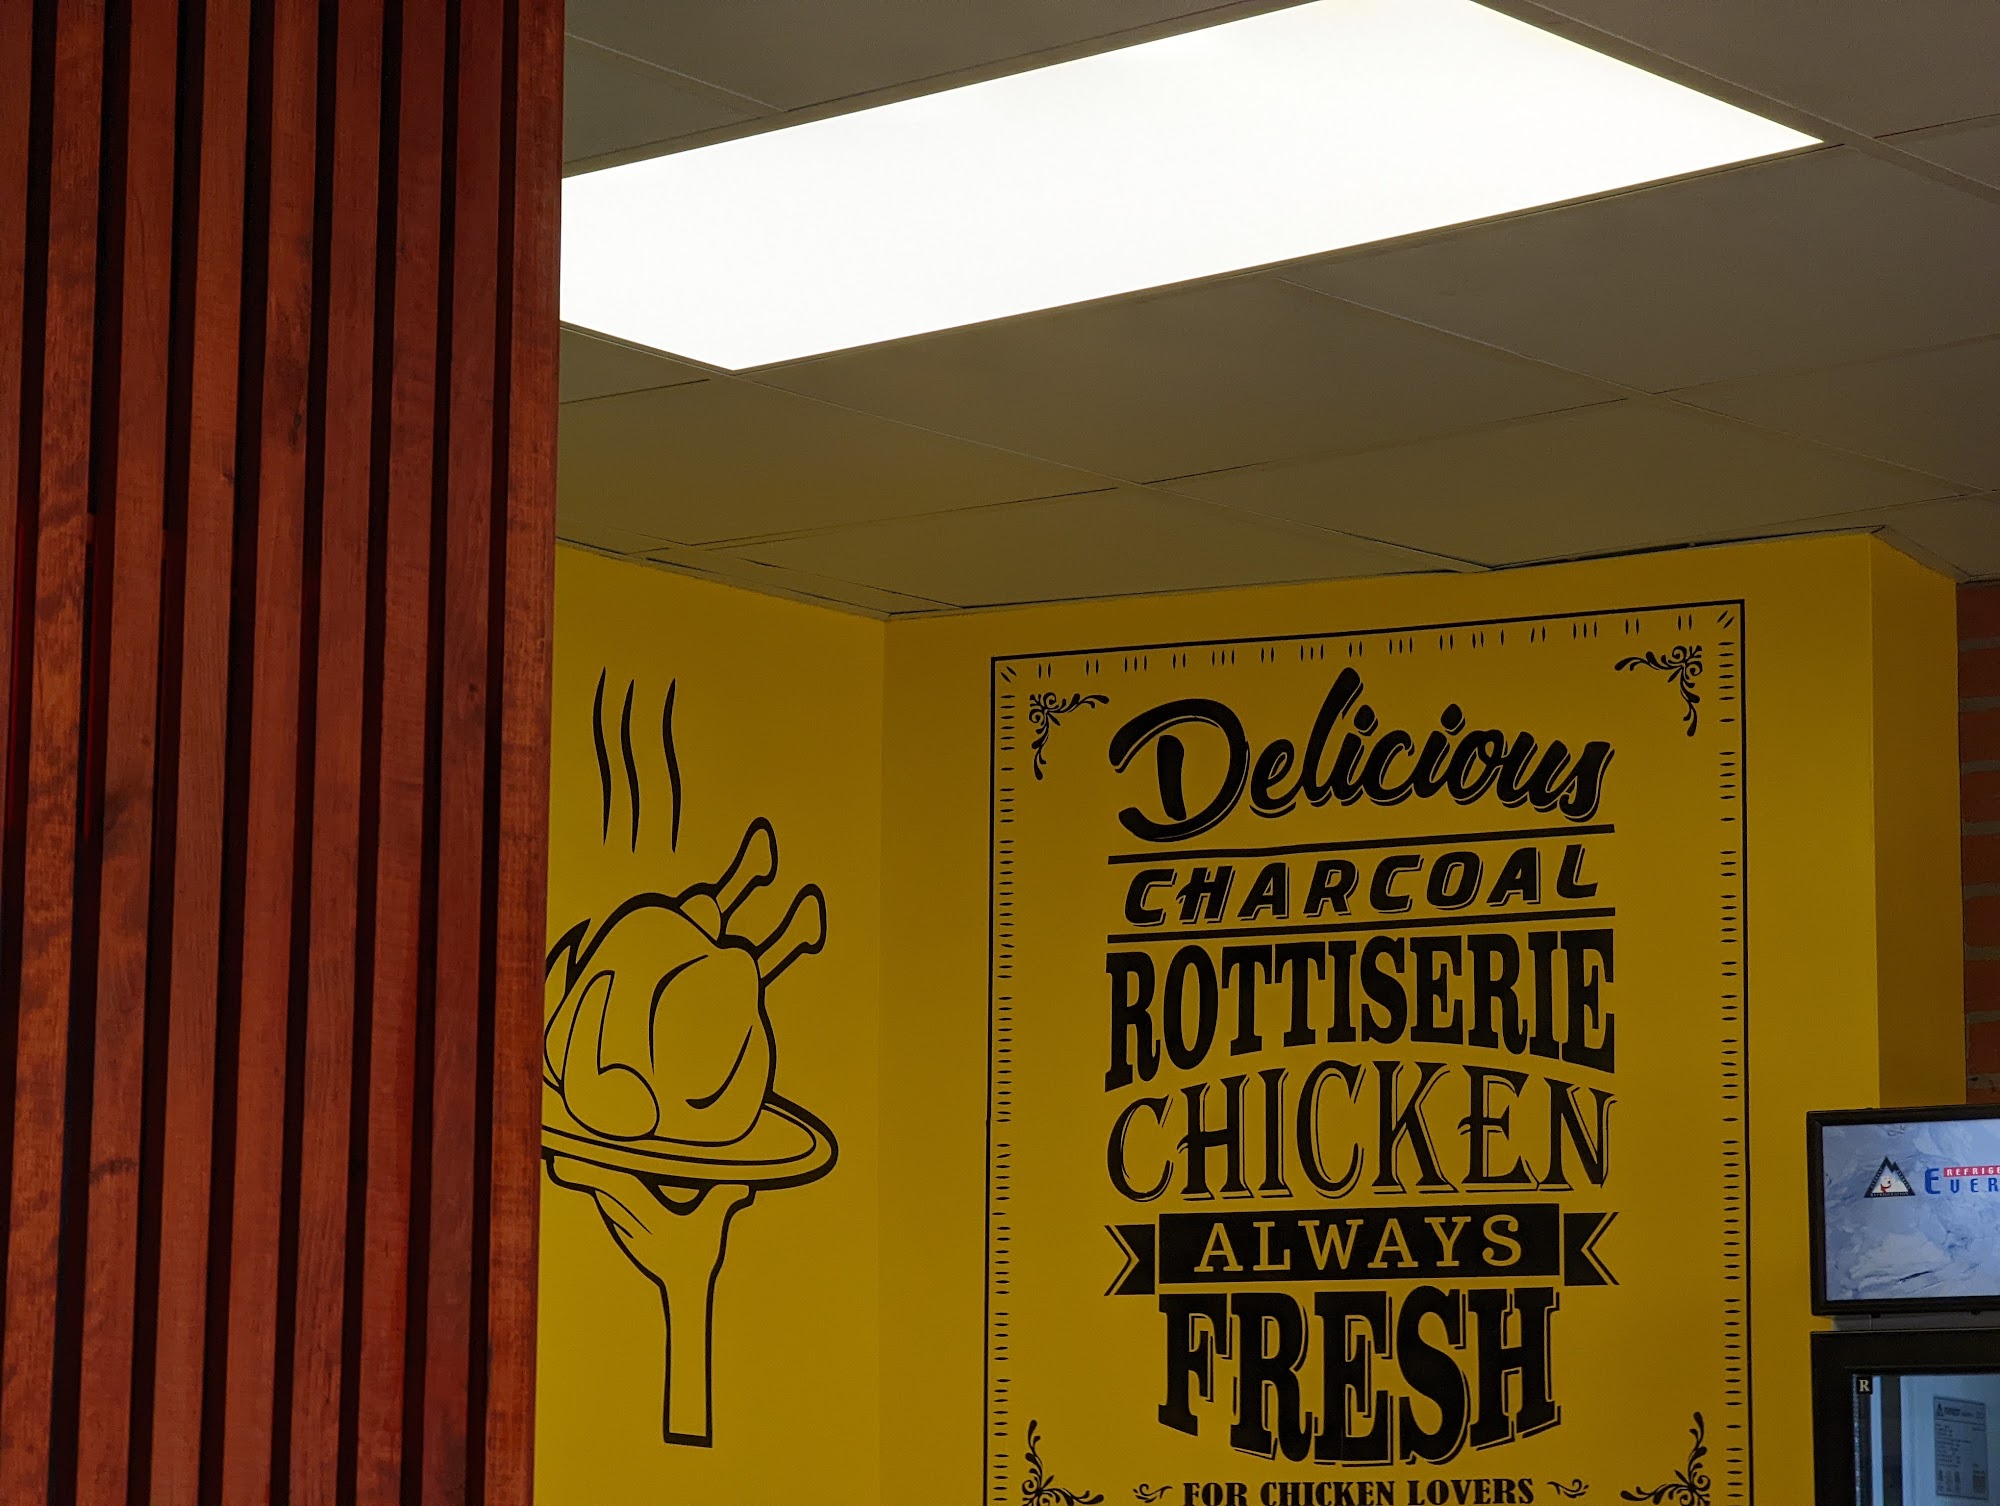 Delicious
CHARCOAL
ROTTISERIE
CHICKEN
ALWAYS
FRESH
FOR CHICKEN LOVERS
R